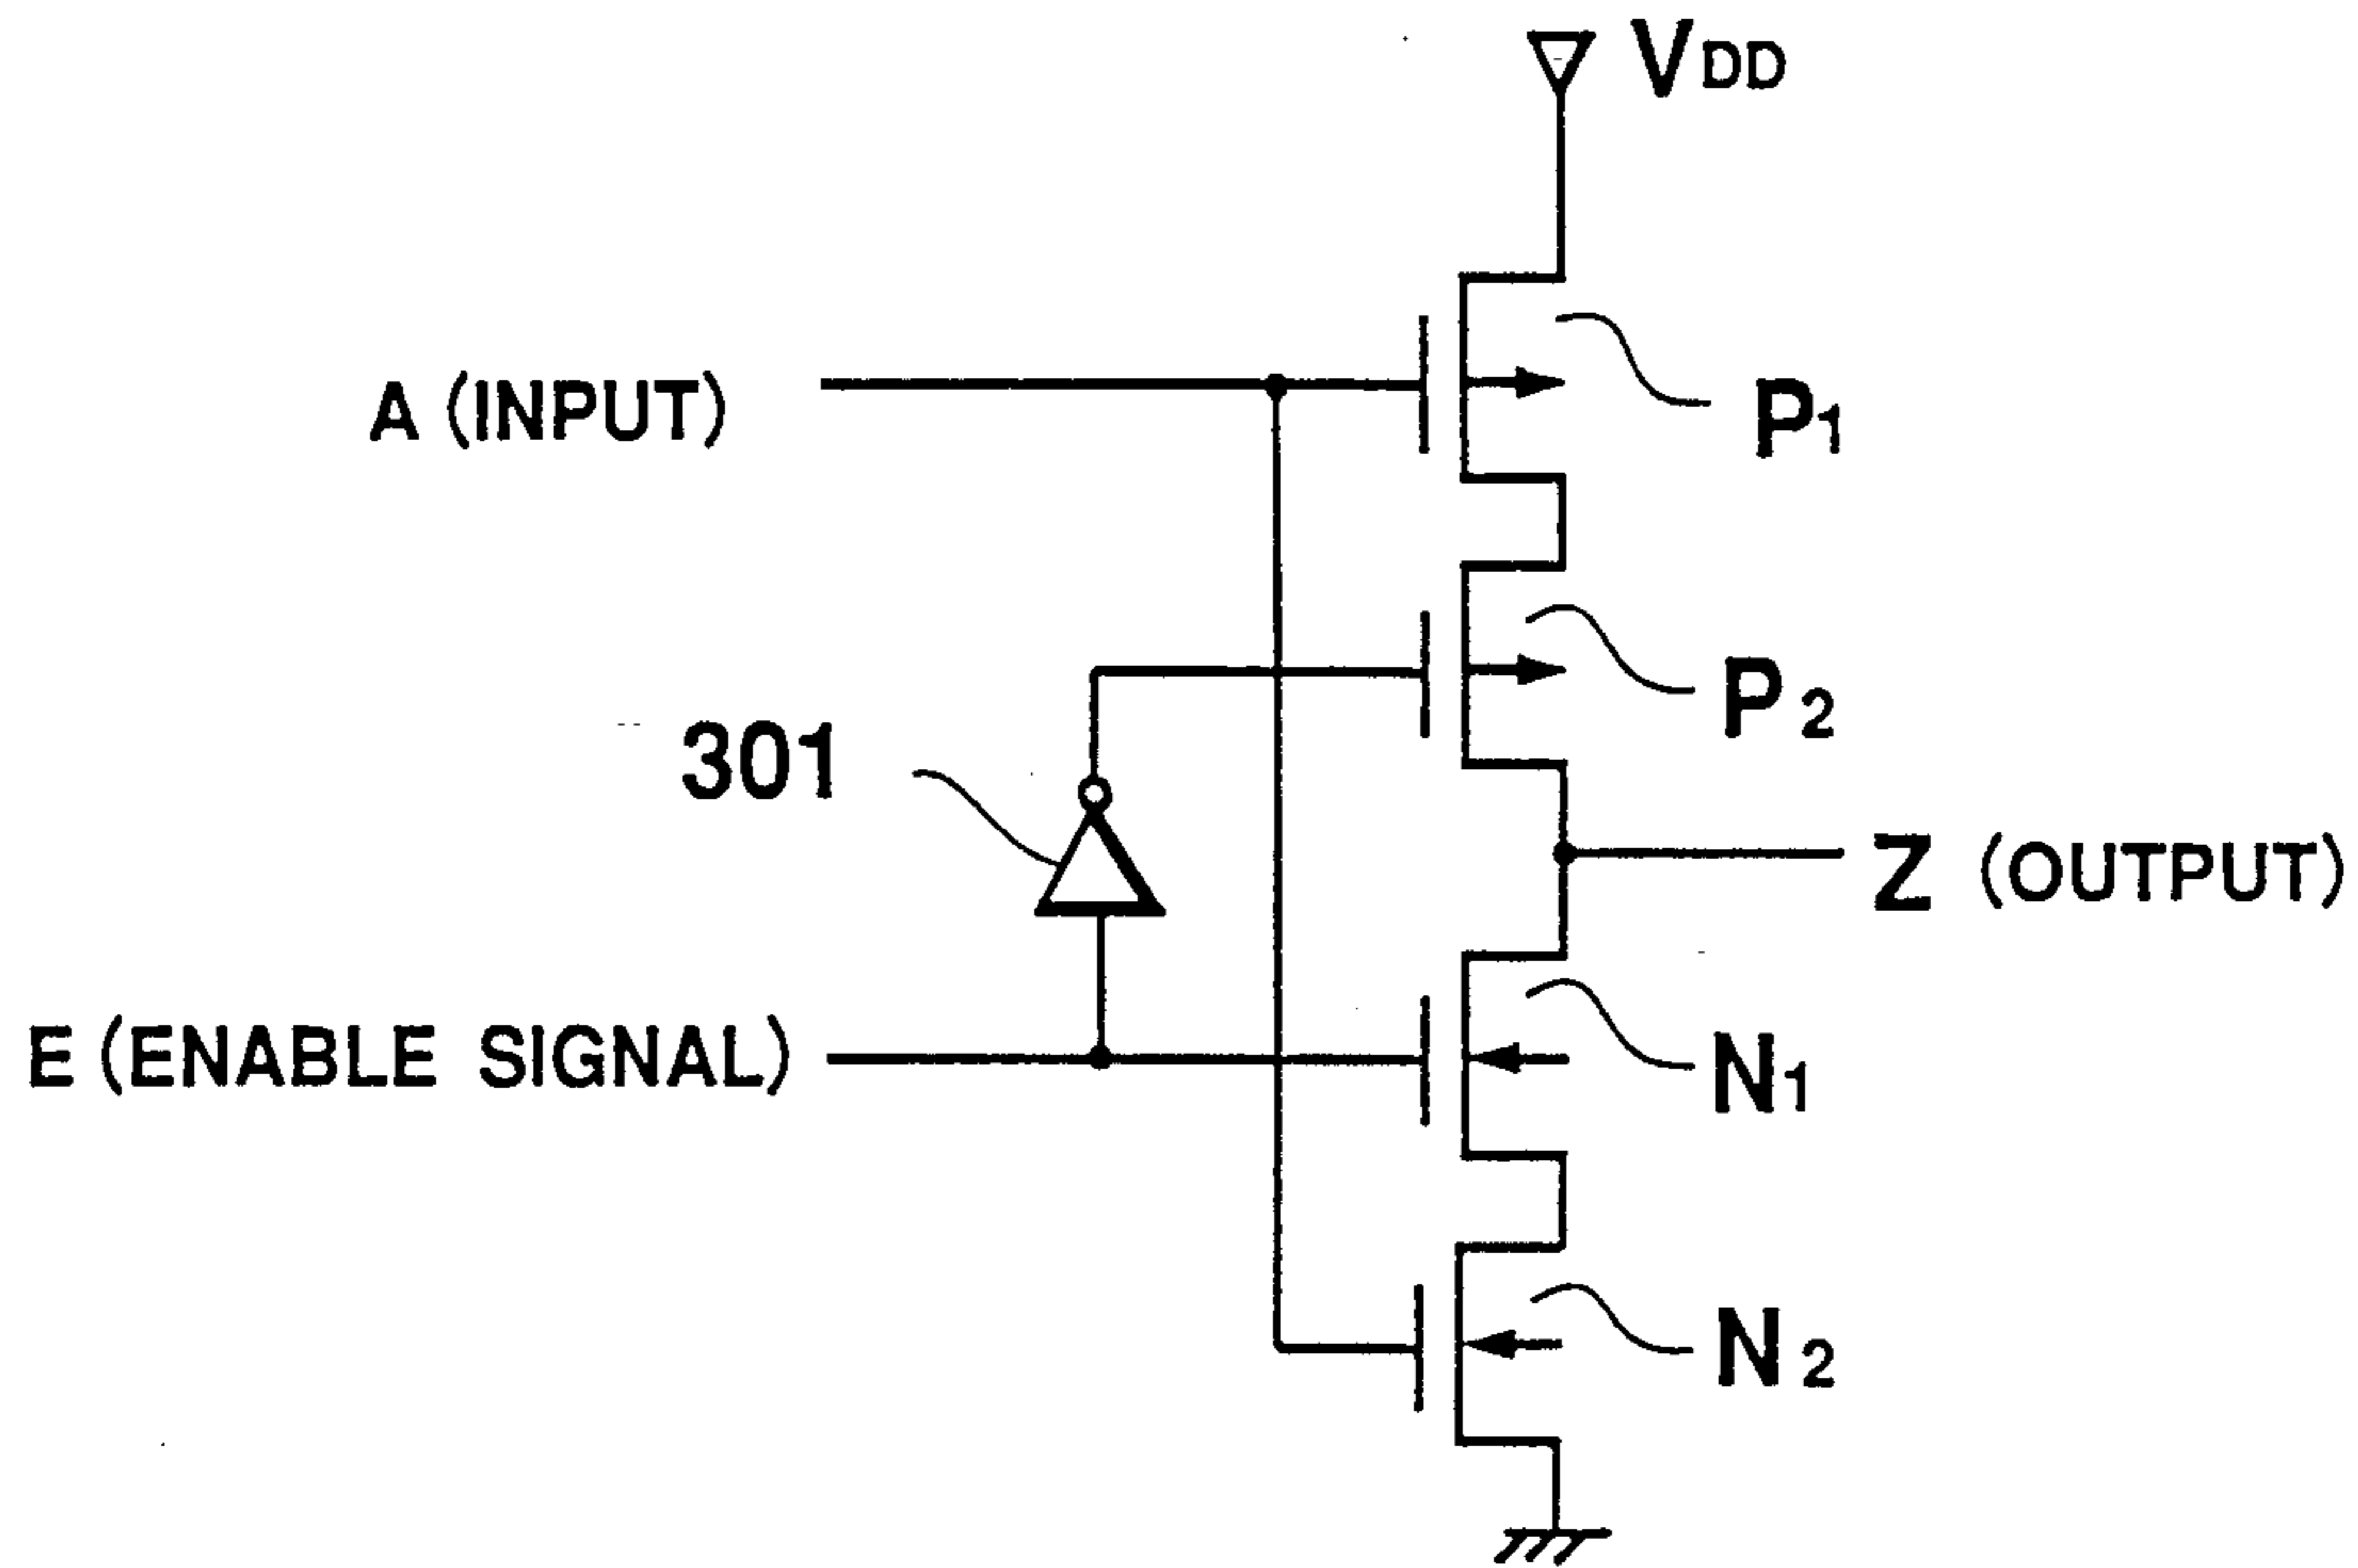 VDD
A (INPUT)
P1
P2
301
Z (OUTPUT)
E (ENABLE SIGNAL)
N1
N2